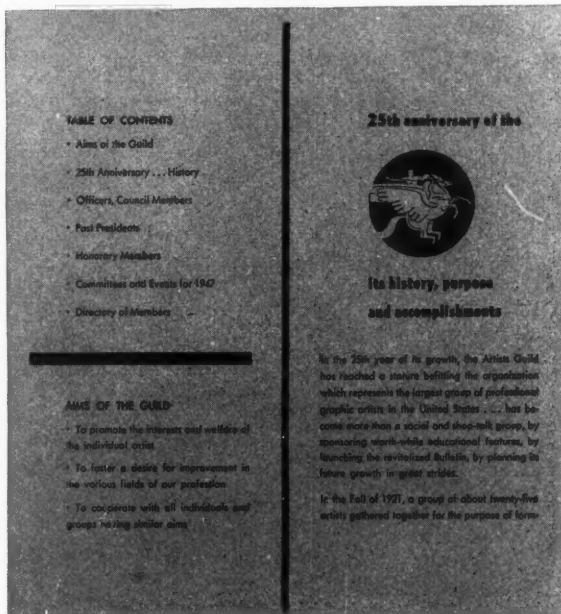 TABLE OF CONTENTS
• Aims of the Guild
• 25th Anniversary . . . History
• Officers, Council Members
• Past Presidents
• Honorary Members
• Committees and Events for 1947
• Directory of Members
AIMS OF THE GUILD
• To promote the interests and welfare of
the individual artist
• To foster a desire for improvement in
the various fields of our profession
• To cooperate with all individuals and
groups having similar aims
25th anniversary of the
its history, purpose
and accomplishments
In the 25th year of its growth, the Artists Guild
has reached a stature befitting the organization
which represents the largest group of professional
graphic artists in the United States . . . has be-
come more than a social and shop-talk group, by
sponsoring worth-while educational features, by
launching the revitalized Bulletin, by planning its
future growth in great strides.
In the Fall of 1921, a group of about twenty-five
artists gathered together for the purpose of form-